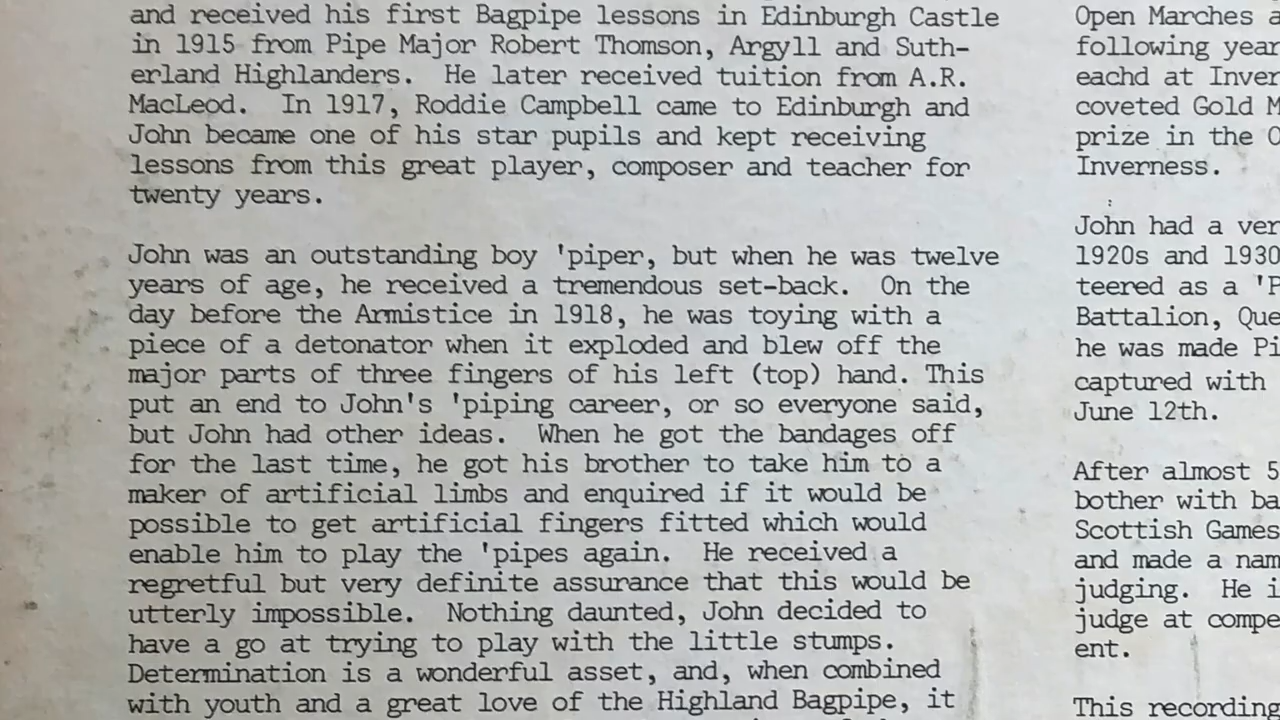 and received his first Bagpipe lessons in Edinburgh Castle
in 1915 from Pipe Major Robert Thomson, Argyll and Suth-
erland Highlanders.  He later received tuition from A.R.
MacLeod.  In 1917, Roddie Campbell came to Edinburgh and
John became one of his star pupils and kept receiving
lessons from this great player, composer and teacher for
twenty years.
John was an outstanding boy 'piper, but when he was twelve
years of age, he received a tremendous set-back.  On the
day before the Armistice in 1918, he was toying with a
piece of a detonator when it exploded and blew off the
major parts of three fingers of his left (top) hand. This
put an end to John's 'piping career, or so everyone said,
but John had other ideas.  When he got the bandages off
for the last time, he got his brother to take him to a
maker of artificial limbs and enquired if it would be
possible to get artificial fingers fitted which would
enable him to play the 'pipes again.  He received a
regretful but very definite assurance that this would be
utterly impossible.  Nothing daunted, John decided to
have a go at trying to play with the little stumps.
Determination is a wonderful asset, and, when combined
with youth and a great love of the Highland Bagpipe, it
Open Marches a
following year
eachd at Inver
coveted Gold M
prize in the O
Inverness.
John had a ver
1920s and 1930
teered as a 'P
Battalion, Que
he was made Pi
captured with
June 12th.
After almost 5
bother with ba
Scottish Games
and made a nam
judging.  He i
judge at compe
ent.
This recording